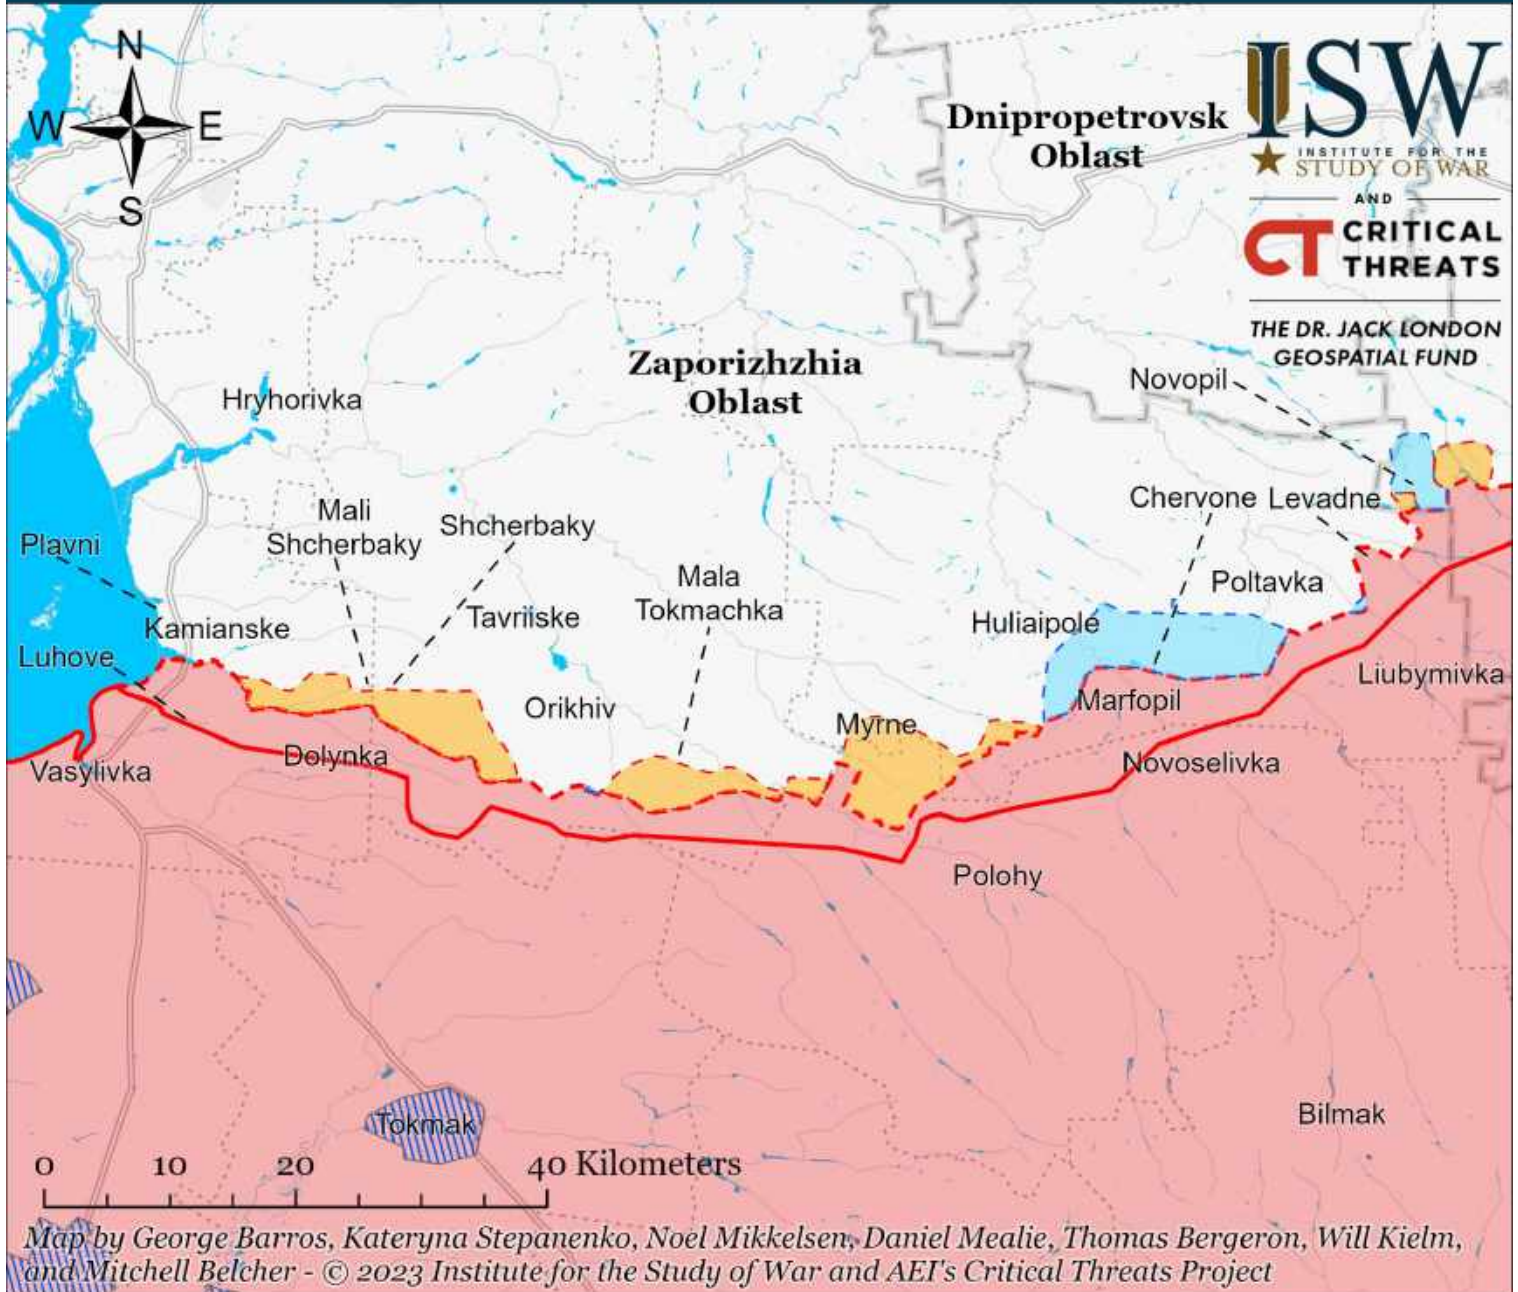 N
W E
S
Dnipropetrovsk
Oblast
ISW
INSTITUTE FOR THE
STUDY OF WAR
AND
CT CRITICAL
THREATS
THE DR. JACK LONDON
GEOSPATIAL FUND
Zaporizhzhia
Oblast
Novopil
Hryhorivka
Mali
Shcherbaky
Shcherbaky
Chervone
Levadne
Plavni
Mala
Tokmachka
Poltavka
Tavriiske
Huliaipole
Kamianske
Luhove
Liubymivka
Orikhiv
Marfopil
Myrne
Dolynka
Vasylivka
Novoselivka
Polohy
Tokmak
Bilmak
0 10 20 40 Kilometers
Map by George Barros, Kateryna Stepanenko, Noel Mikkelsen, Daniel Mealie, Thomas Bergeron, Will Kielm,
and Mitchell Belcher - © 2023 Institute for the Study of War and AEI's Critical Threats Project